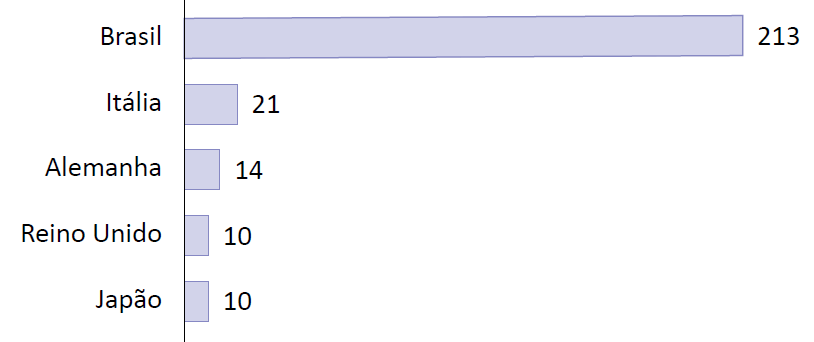 Brasil 213
Itália 21
Alemanha 14
Reino Unido 10
Japão 10